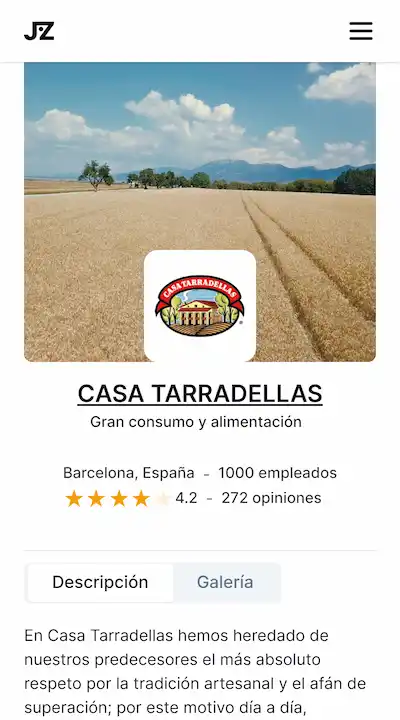 JZ
CASA TARRADELLAS
CASA TARRADELLAS
Gran consumo y alimentación
Barcelona, España - 1000 empleados
4.2 - 272 opiniones
Descripción Galería
En Casa Tarradellas hemos heredado de
nuestros predecesores el más absoluto
respeto por la tradición artesanal y el afán de
superación; por este motivo día a día,